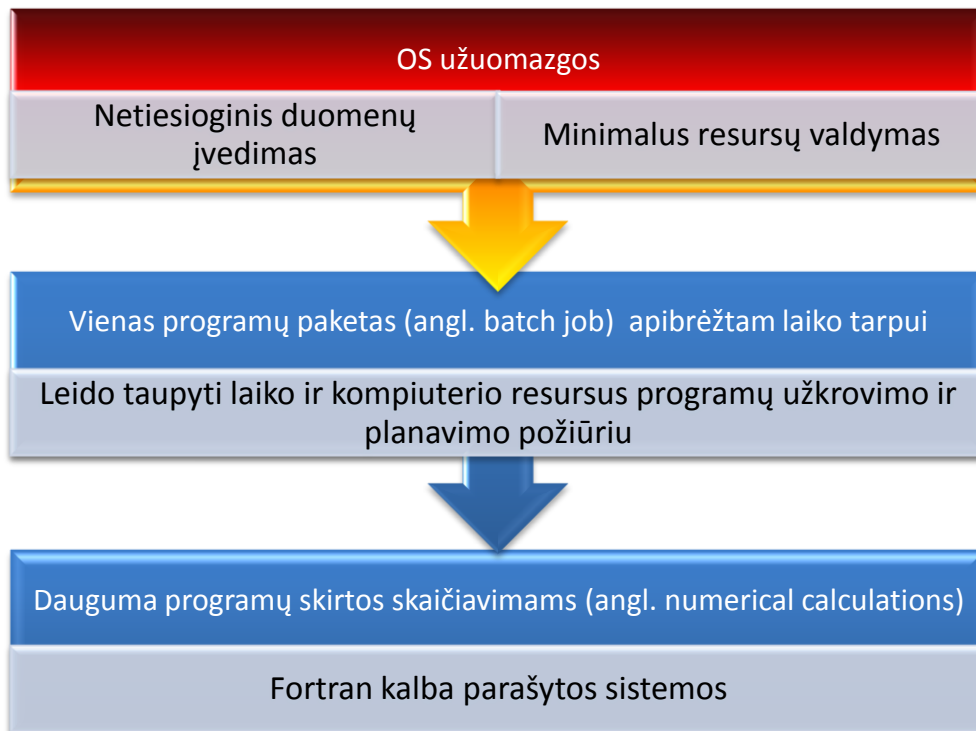 OS užuomazgos
Netiesioginis duomenų
įvedimas
Minimalus resursų valdymas
Vienas programų paketas (angl. batch job) apibrėžtam laiko tarpui
Leido taupyti laiko ir kompiuterio resursus programų užkrovimo ir
planavimo požiūriu
Dauguma programų skirtos skaičiavimams (angl. numerical calculations)
Fortran kalba parašytos sistemos